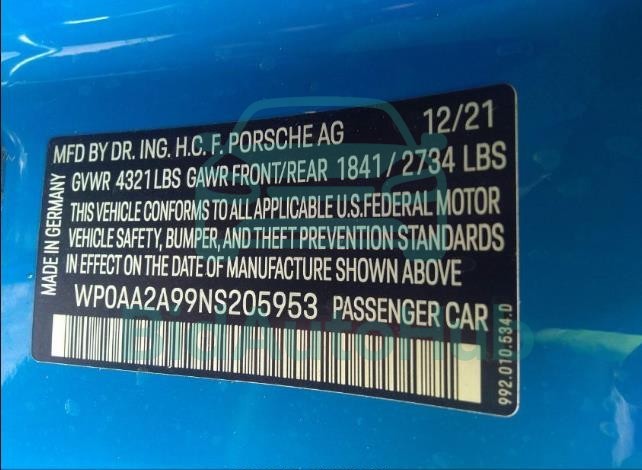 MFD BY DR. ING. H.C. F. PORSCHE AG 12/21
GVWR 4321 LBS GAWR FRONT/REAR 1841 / 2734 LBS
THIS VEHICLE CONFORMS TO ALL APPLICABLE U.S.FEDERAL MOTOR
VEHICLE SAFETY, BUMPER, AND THEFT PREVENTION STANDARDS
IN EFFECT ON THE DATE OF MANUFACTURE SHOWN ABOVE
WP0AA2A99NS205953 PASSENGER CAR
MADE IN GERMANY
992.010.534.D
BidAutoHub